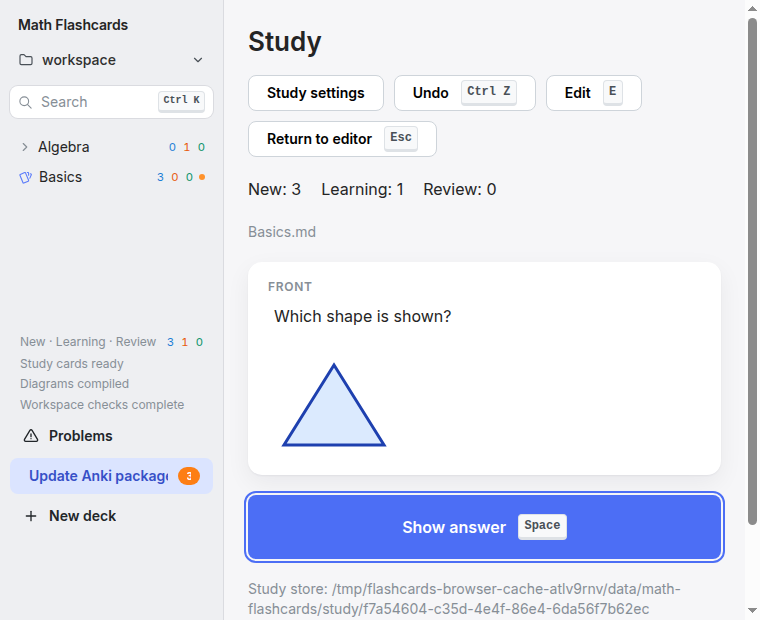 Math Flashcards
workspace
Search Ctrl K
Algebra 0 1 0
Basics 3 0 0
New · Learning · Review 3 1 0
Study cards ready
Diagrams compiled
Workspace checks complete
Problems
Update Anki package 3
New deck
Study
Study settings
Undo Ctrl Z
Edit E
Return to editor Esc
New: 3 Learning: 1 Review: 0
Basics.md
FRONT
Which shape is shown?
Show answer Space
Study store: /tmp/flashcards-browser-cache-atlv9rnv/data/math-
flashcards/study/f7a54604-c35d-4e4f-86e4-6da56f7b62ec